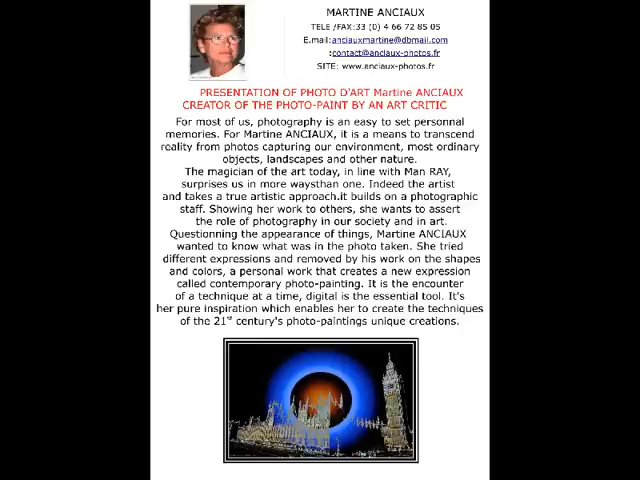 MARTINE ANCIAUX
TELE /FAX:33 (0) 4 66 72 85 05
E.mail:anciauxmartine@dbmail.com
:contact@anciaux-photos.fr
SITE: www.anciaux-photos.fr
PRESENTATION OF PHOTO D'ART Martine ANCIAUX
CREATOR OF THE PHOTO-PAINT BY AN ART CRITIC
For most of us, photography is an easy to set personnal
memories. For Martine ANCIAUX, it is a means to transcend
reality from photos capturing our environment, most ordinary
objects, landscapes and other nature.
The magician of the art today, in line with Man RAY,
surprises us in more waysthan one. Indeed the artist
and takes a true artistic approach.it builds on a photographic
staff. Showing her work to others, she wants to assert
the role of photography in our society and in art.
Questionning the appearance of things, Martine ANCIAUX
wanted to know what was in the photo taken. She tried
different expressions and removed by his work on the shapes
and colors, a personal work that creates a new expression
called contemporary photo-painting. It is the encounter
of a technique at a time, digital is the essential tool. It's
her pure inspiration which enables her to create the techniques
of the 21st century's photo-paintings unique creations.